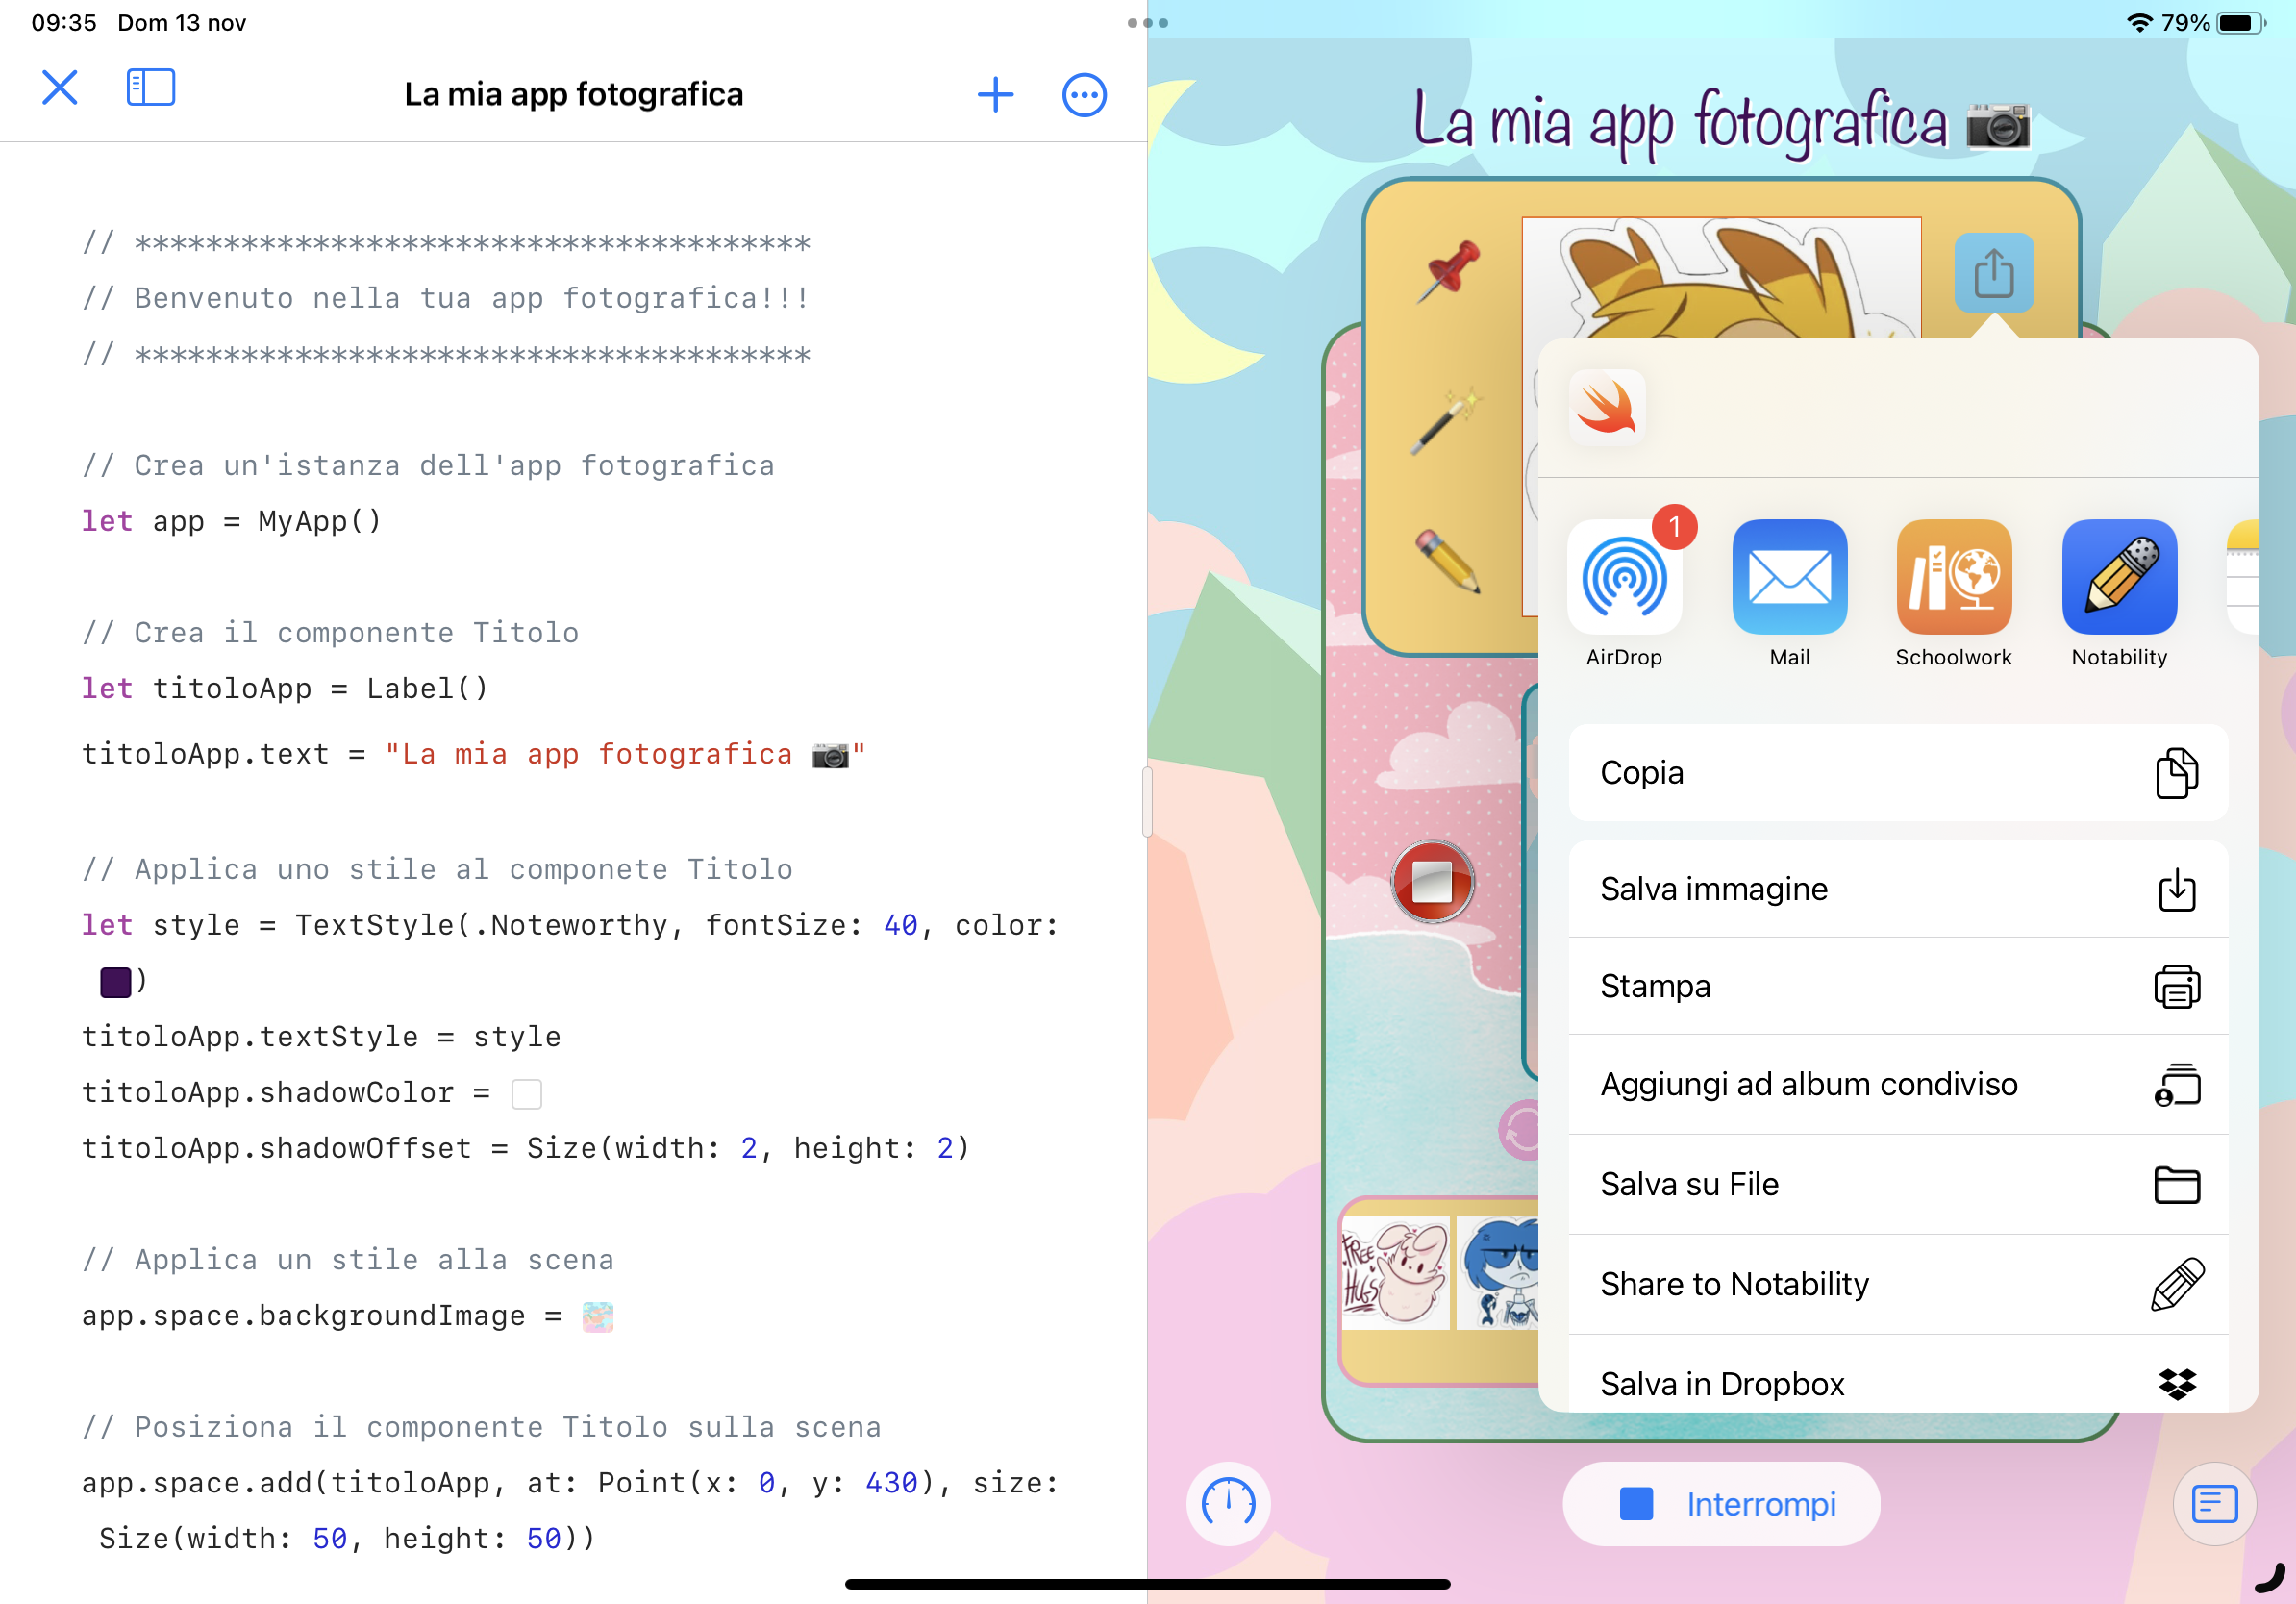 09:35 Dom 13 nov
79%
La mia app fotografica
// **************************************
// Benvenuto nella tua app fotografica!!!
// **************************************
// Crea un'istanza dell'app fotografica
let app = MyApp()
// Crea il componente Titolo
let titoloApp = Label()
titoloApp.text = "La mia app fotografica 📷"
// Applica uno stile al componete Titolo
let style = TextStyle(.Noteworthy, fontSize: 40, color:
)
titoloApp.textStyle = style
titoloApp.shadowColor =
titoloApp.shadowOffset = Size(width: 2, height: 2)
// Applica un stile alla scena
app.space.backgroundImage =
// Posiziona il componente Titolo sulla scena
app.space.add(titoloApp, at: Point(x: 0, y: 430), size:
Size(width: 50, height: 50))
La mia app fotografica 📷
1
AirDrop
Mail
Schoolwork
Notability
Copia
Salva immagine
Stampa
Aggiungi ad album condiviso
Salva su File
Share to Notability
Salva in Dropbox
FREE
HUGS
Interrompi